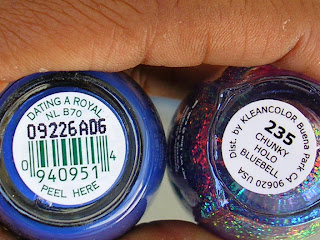 DATING A ROYAL
NL B70
09226A06
0 940951 4
PEEL HERE
Dist. by KLEANCOLOR Buena Park CA 90620 USA
235
CHUNKY
HOLO
BLUEBELL